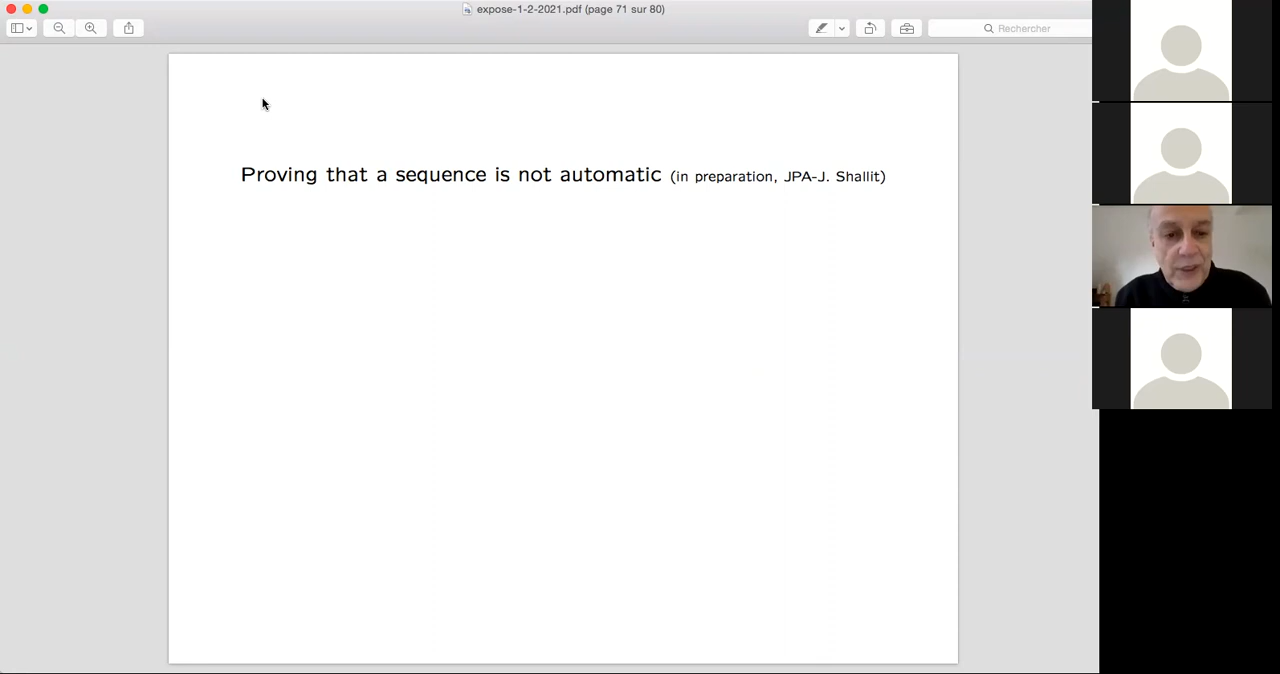 expose-1-2-2021.pdf (page 71 sur 80)
Rechercher
Proving that a sequence is not automatic (in preparation, JPA-J. Shallit)